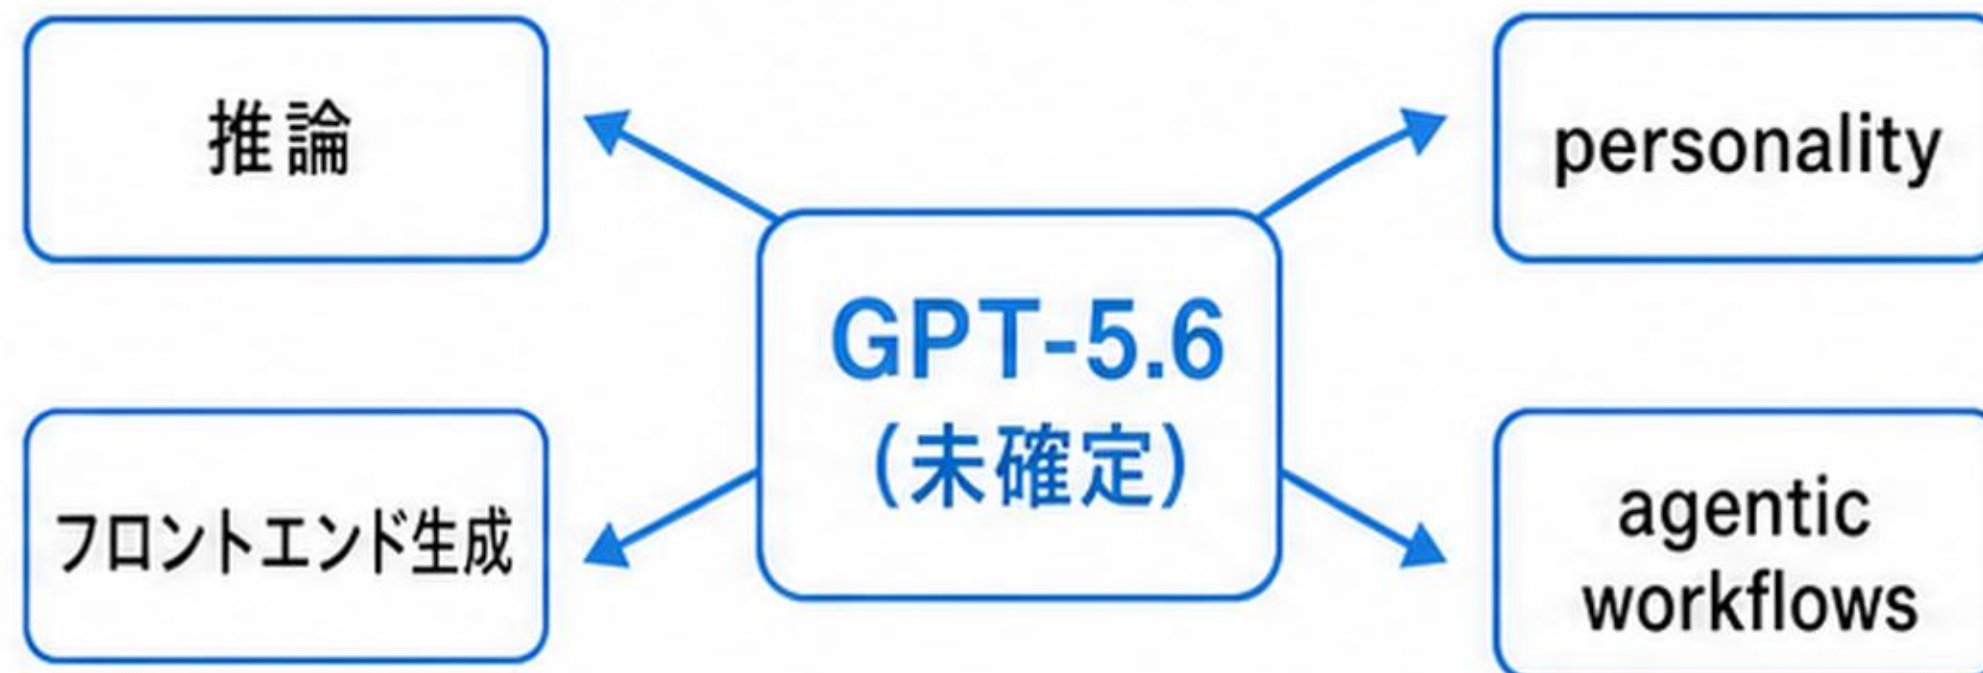 推論
personality
GPT-5.6
(未確定)
フロントエンド生成
agentic
workflows